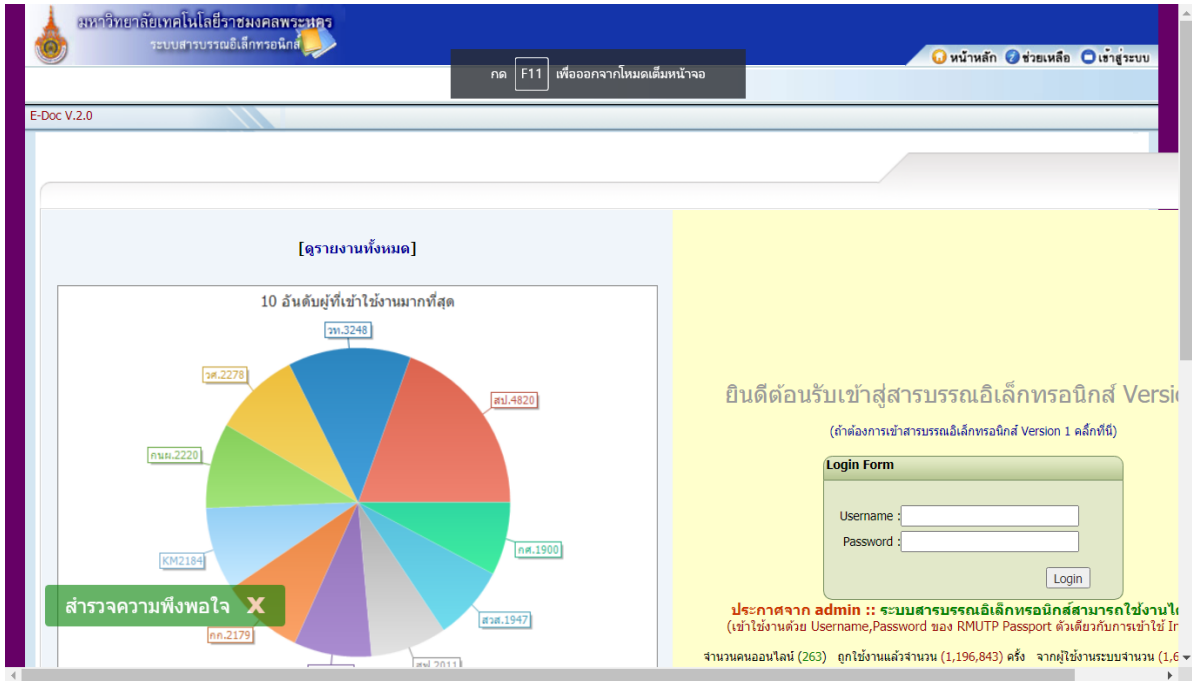 มหาวิทยาลัยเทคโนโลยีราชมงคลพระนคร
ระบบสารบรรณอิเล็กทรอนิกส์
หน้าหลัก ช่วยเหลือ เข้าสู่ระบบ
กด F11 เพื่อออกจากโหมดเต็มหน้าจอ
E-Doc V.2.0
[ดูรายงานทั้งหมด]
10 อันดับผู้ที่เข้าใช้งานมากที่สุด
วท.3248
วศ.2278
สป.4820
กนผ.2220
KM2184
กศ.1900
กก.2179
สวส.1947
สำรวจความพึงพอใจ X
ยินดีต้อนรับเข้าสู่สารบรรณอิเล็กทรอนิกส์ Versi
(ถ้าต้องการเข้าสารบรรณอิเล็กทรอนิกส์ Version 1 คลิ๊กที่นี่)
Login Form
Username :
Password :
Login
ประกาศจาก admin :: ระบบสารบรรณอิเล็กทรอนิกส์สามารถใช้งานได้
(เข้าใช้งานด้วย Username,Password ของ RMUTP Passport ตัวเดียวกับการเข้าใช้ In
จำนวนคนออนไลน์ (263) ถูกใช้งานแล้วจำนวน (1,196,843) ครั้ง จากผู้ใช้งานระบบจำนวน (1,6